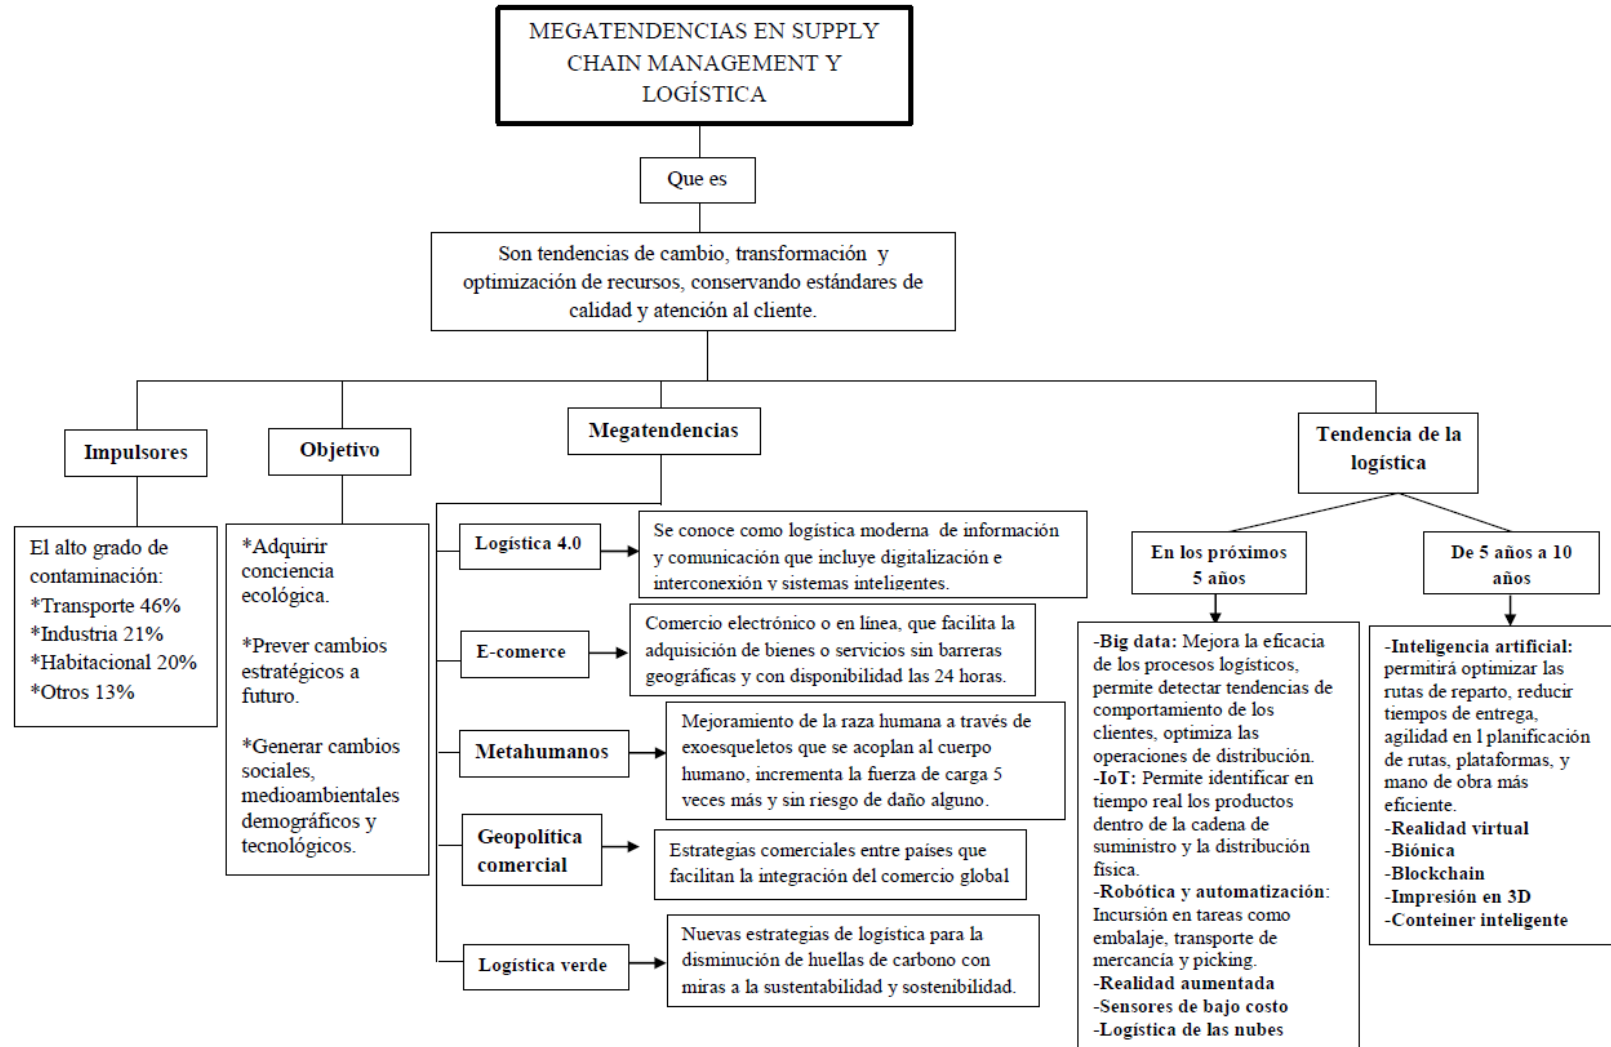 MEGATENDENCIAS EN SUPPLY
CHAIN MANAGEMENT Y
LOGÍSTICA
Que es
Son tendencias de cambio, transformación y
optimización de recursos, conservando estándares de
calidad y atención al cliente.
Impulsores
El alto grado de
contaminación:
*Transporte 46%
*Industria 21%
*Habitacional 20%
*Otros 13%
Objetivo
*Adquirir
conciencia
ecológica.
*Prever cambios
estratégicos a
futuro.
*Generar cambios
sociales,
medioambientales
demográficos y
tecnológicos.
Megatendencias
Logística 4.0
Se conoce como logística moderna de información
y comunicación que incluye digitalización e
interconexión y sistemas inteligentes.
E-comerce
Comercio electrónico o en línea, que facilita la
adquisición de bienes o servicios sin barreras
geográficas y con disponibilidad las 24 horas.
Metahumanos
Mejoramiento de la raza humana a través de
exoesqueletos que se acoplan al cuerpo
humano, incrementa la fuerza de carga 5
veces más y sin riesgo de daño alguno.
Geopolítica
comercial
Estrategias comerciales entre países que
facilitan la integración del comercio global
Logística verde
Nuevas estrategias de logística para la
disminución de huellas de carbono con
miras a la sustentabilidad y sostenibilidad.
Tendencia de la
logística
En los próximos
5 años
-Big data: Mejora la eficacia
de los procesos logísticos,
permite detectar tendencias de
comportamiento de los
clientes, optimiza las
operaciones de distribución.
-IoT: Permite identificar en
tiempo real los productos
dentro de la cadena de
suministro y la distribución
física.
-Robótica y automatización:
Incursión en tareas como
embalaje, transporte de
mercancía y picking.
-Realidad aumentada
-Sensores de bajo costo
-Logística de las nubes
De 5 años a 10
años
-Inteligencia artificial:
permitirá optimizar las
rutas de reparto, reducir
tiempos de entrega,
agilidad en l planificación
de rutas, plataformas, y
mano de obra más
eficiente.
-Realidad virtual
-Biónica
-Blockchain
-Impresión en 3D
-Conteiner inteligente